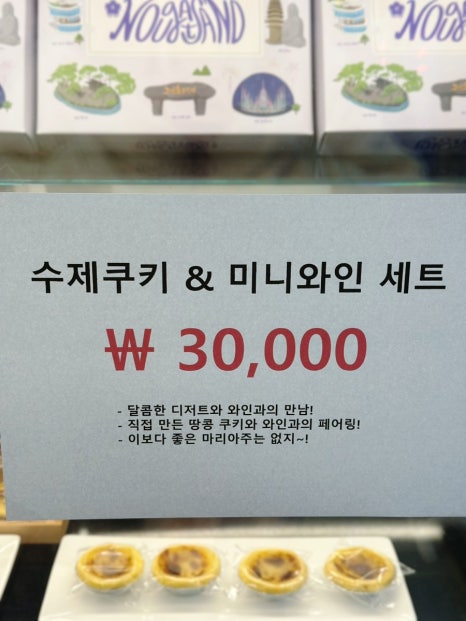 수제쿠키 & 미니와인 세트
₩ 30,000
- 달콤한 디저트와 와인과의 만남!
- 직접 만든 땅콩 쿠키와 와인과의 페어링!
- 이보다 좋은 마리아주는 없지~!